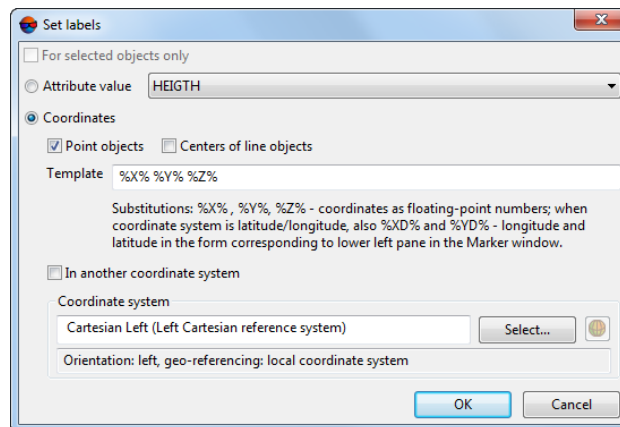 Set labels
For selected objects only
Attribute value HEIGTH
Coordinates
Point objects Centers of line objects
Template %X% %Y% %Z%
Substitutions: %X% , %Y%, %Z% - coordinates as floating-point numbers; when
coordinate system is latitude/longitude, also %XD% and %YD% - longitude and
latitude in the form corresponding to lower left pane in the Marker window.
In another coordinate system
Coordinate system
Cartesian Left (Left Cartesian reference system) Select...
Orientation: left, geo-referencing: local coordinate system
OK Cancel